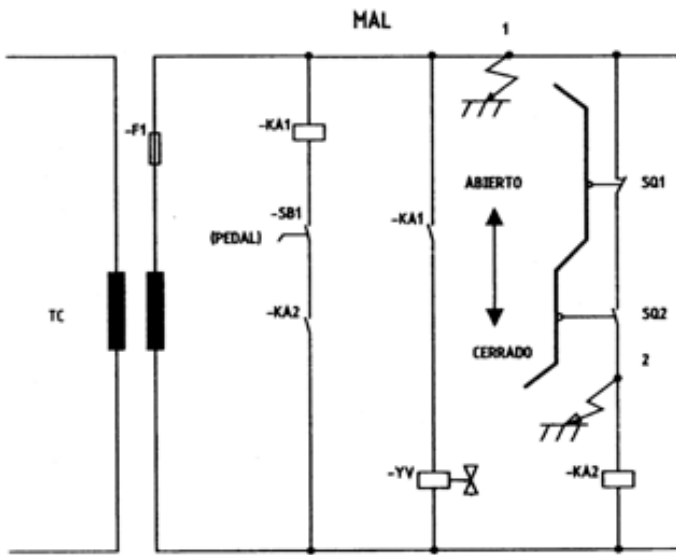 MAL
1
-F1
-KA1
-SB1
(PEDAL)
-KA1
ABIERTO
SQ1
TC
-KA2
CERRADO
SQ2
2
-YV
-KA2